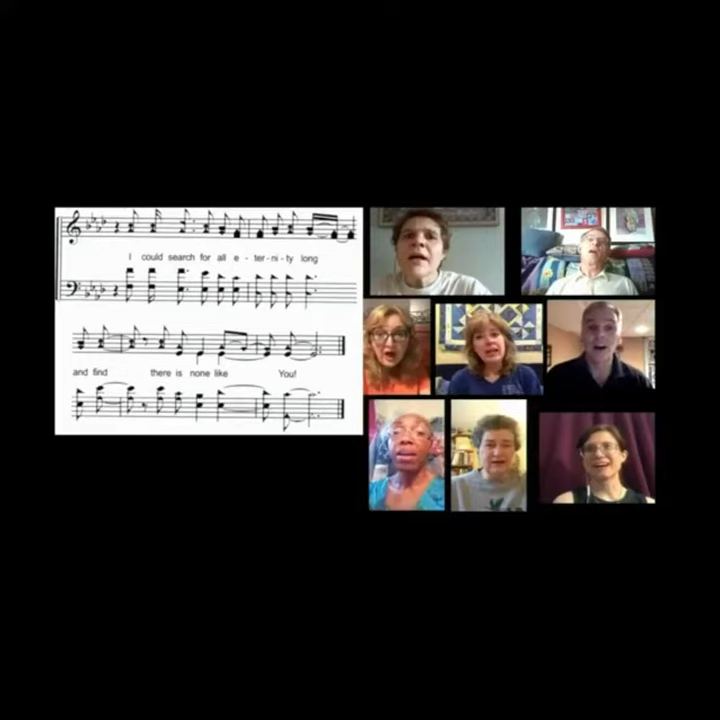 I could search for all e - ter - ni - ty long
and find there is none like You!